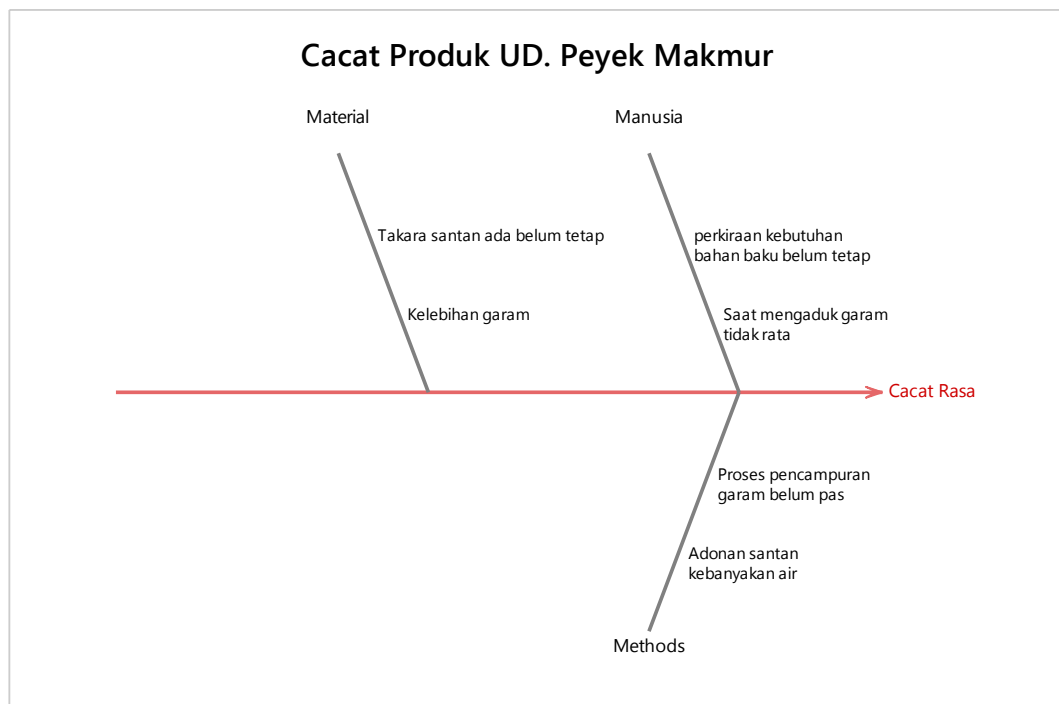 Cacat Produk UD. Peyek Makmur
Material
Manusia
Takara santan ada belum tetap
perkiraan kebutuhan
bahan baku belum tetap
Kelebihan garam
Saat mengaduk garam
tidak rata
Cacat Rasa
Proses pencampuran
garam belum pas
Adonan santan
kebanyakan air
Methods